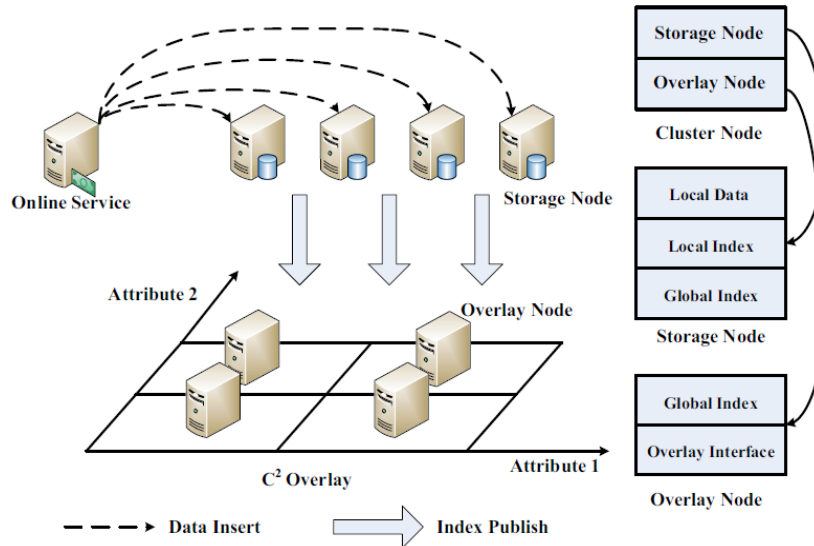 Online Service
Storage Node
Attribute 2
Overlay Node
Attribute 1
C² Overlay
Data Insert
Index Publish
Storage Node
Overlay Node
Cluster Node
Local Data
Local Index
Global Index
Storage Node
Global Index
Overlay Interface
Overlay Node